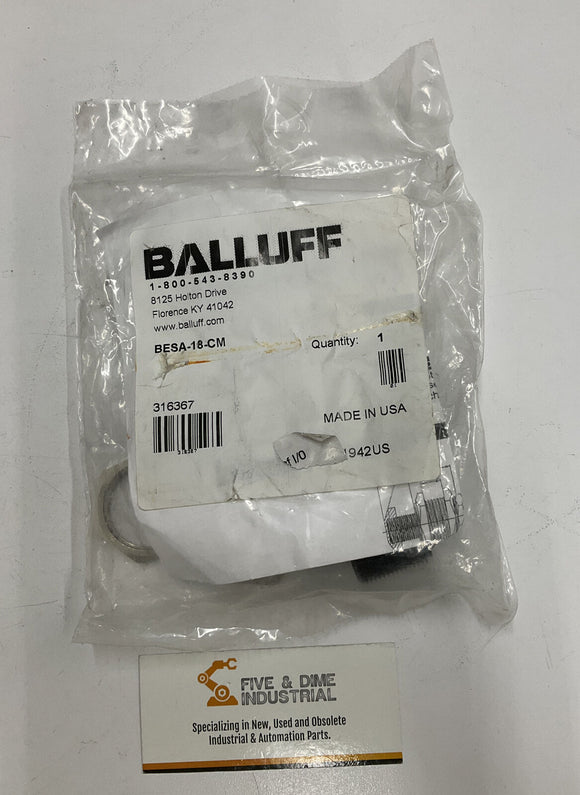 BALLUFF
1-800-543-8390
8125 Holton Drive
Florence KY 41042
www.balluff.com
BESA-18-CM Quantity: 1
316367
MADE IN USA
I/O
1942US
FIVE & DIME
INDUSTRIAL
Specializing in New, Used and Obsolete
Industrial & Automation Parts.